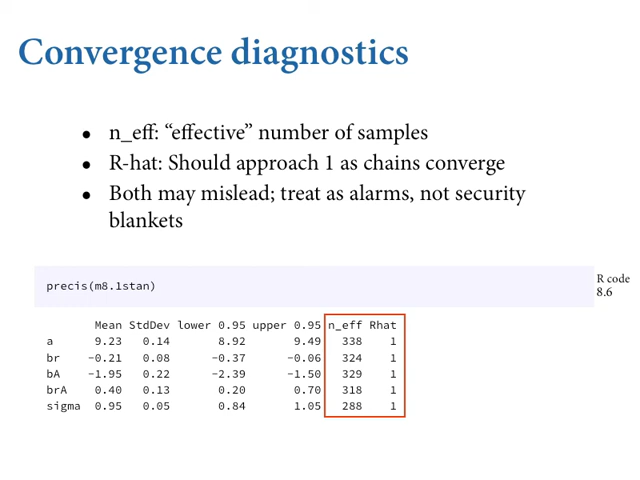 Convergence diagnostics
• n_eff: “effective” number of samples
• R-hat: Should approach 1 as chains converge
• Both may mislead; treat as alarms, not security
blankets
precis(m8.1stan)
R code
8.6
Mean StdDev lower 0.95 upper 0.95 n_eff Rhat
a 9.23 0.14 8.92 9.49 338 1
br −0.21 0.08 −0.37 −0.06 324 1
bA −1.95 0.22 −2.39 −1.50 329 1
brA 0.40 0.13 0.20 0.70 318 1
sigma 0.95 0.05 0.84 1.05 288 1